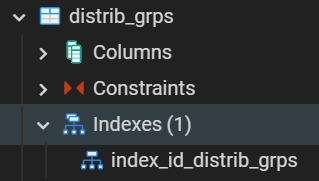 distrib_grps
Columns
Constraints
Indexes (1)
index_id_distrib_grps